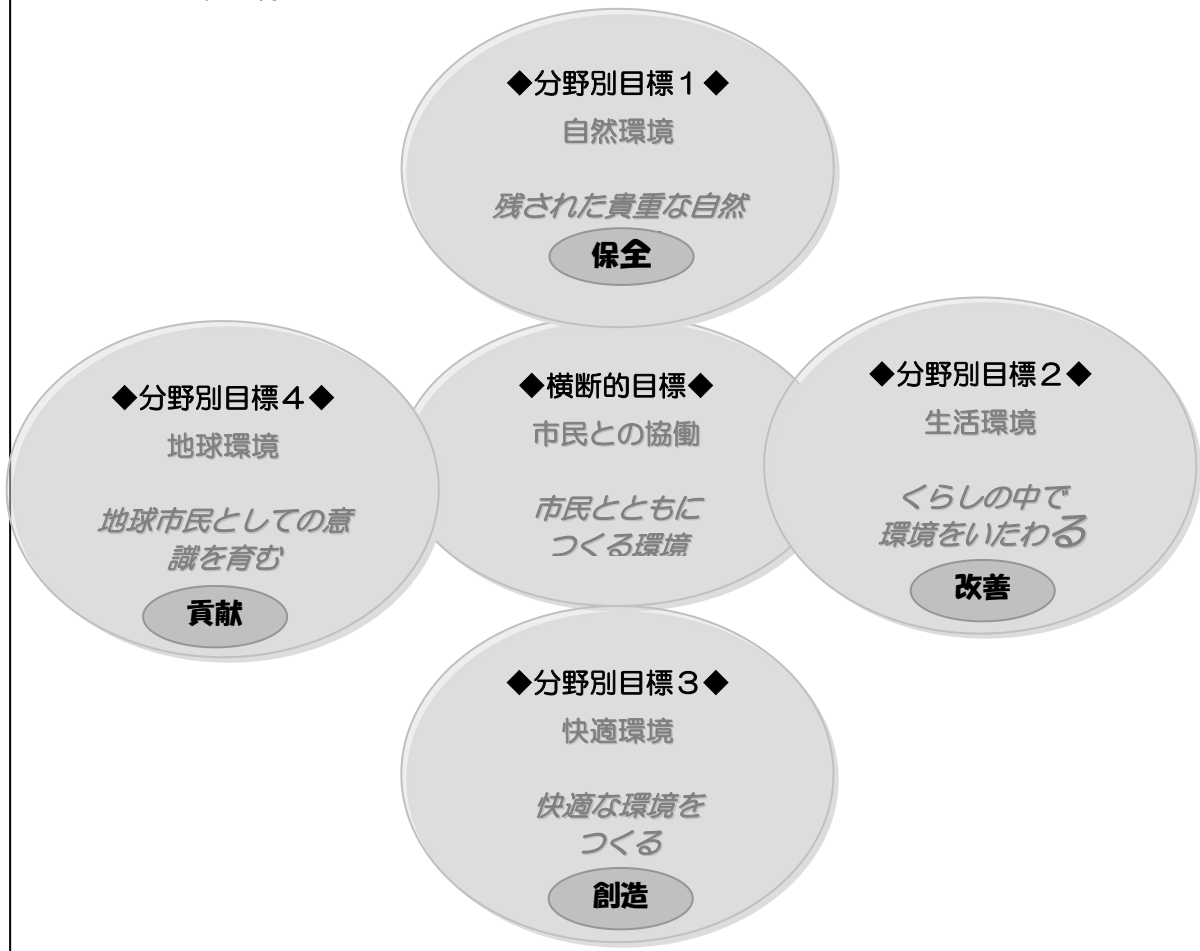 ◆分野別目標１◆
自然環境
残された貴重な自然
保全
◆分野別目標４◆
地球環境
地球市民としての意
識を育む
貢献
◆横断的目標◆
市民との協働
市民とともに
つくる環境
◆分野別目標２◆
生活環境
くらしの中で
環境をいたわる
改善
◆分野別目標３◆
快適環境
快適な環境を
つくる
創造